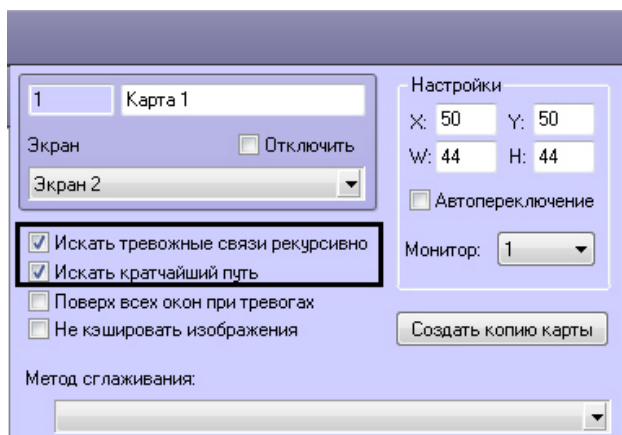 1 Карта 1
Экран Отключить
Экран 2
Искать тревожные связи рекурсивно
Искать кратчайший путь
Поверх всех окон при тревогах
Не кэшировать изображения
Метод сглаживания:
Настройки
X: 50 Y: 50
W: 44 H: 44
Автопереключение
Монитор: 1
Создать копию карты